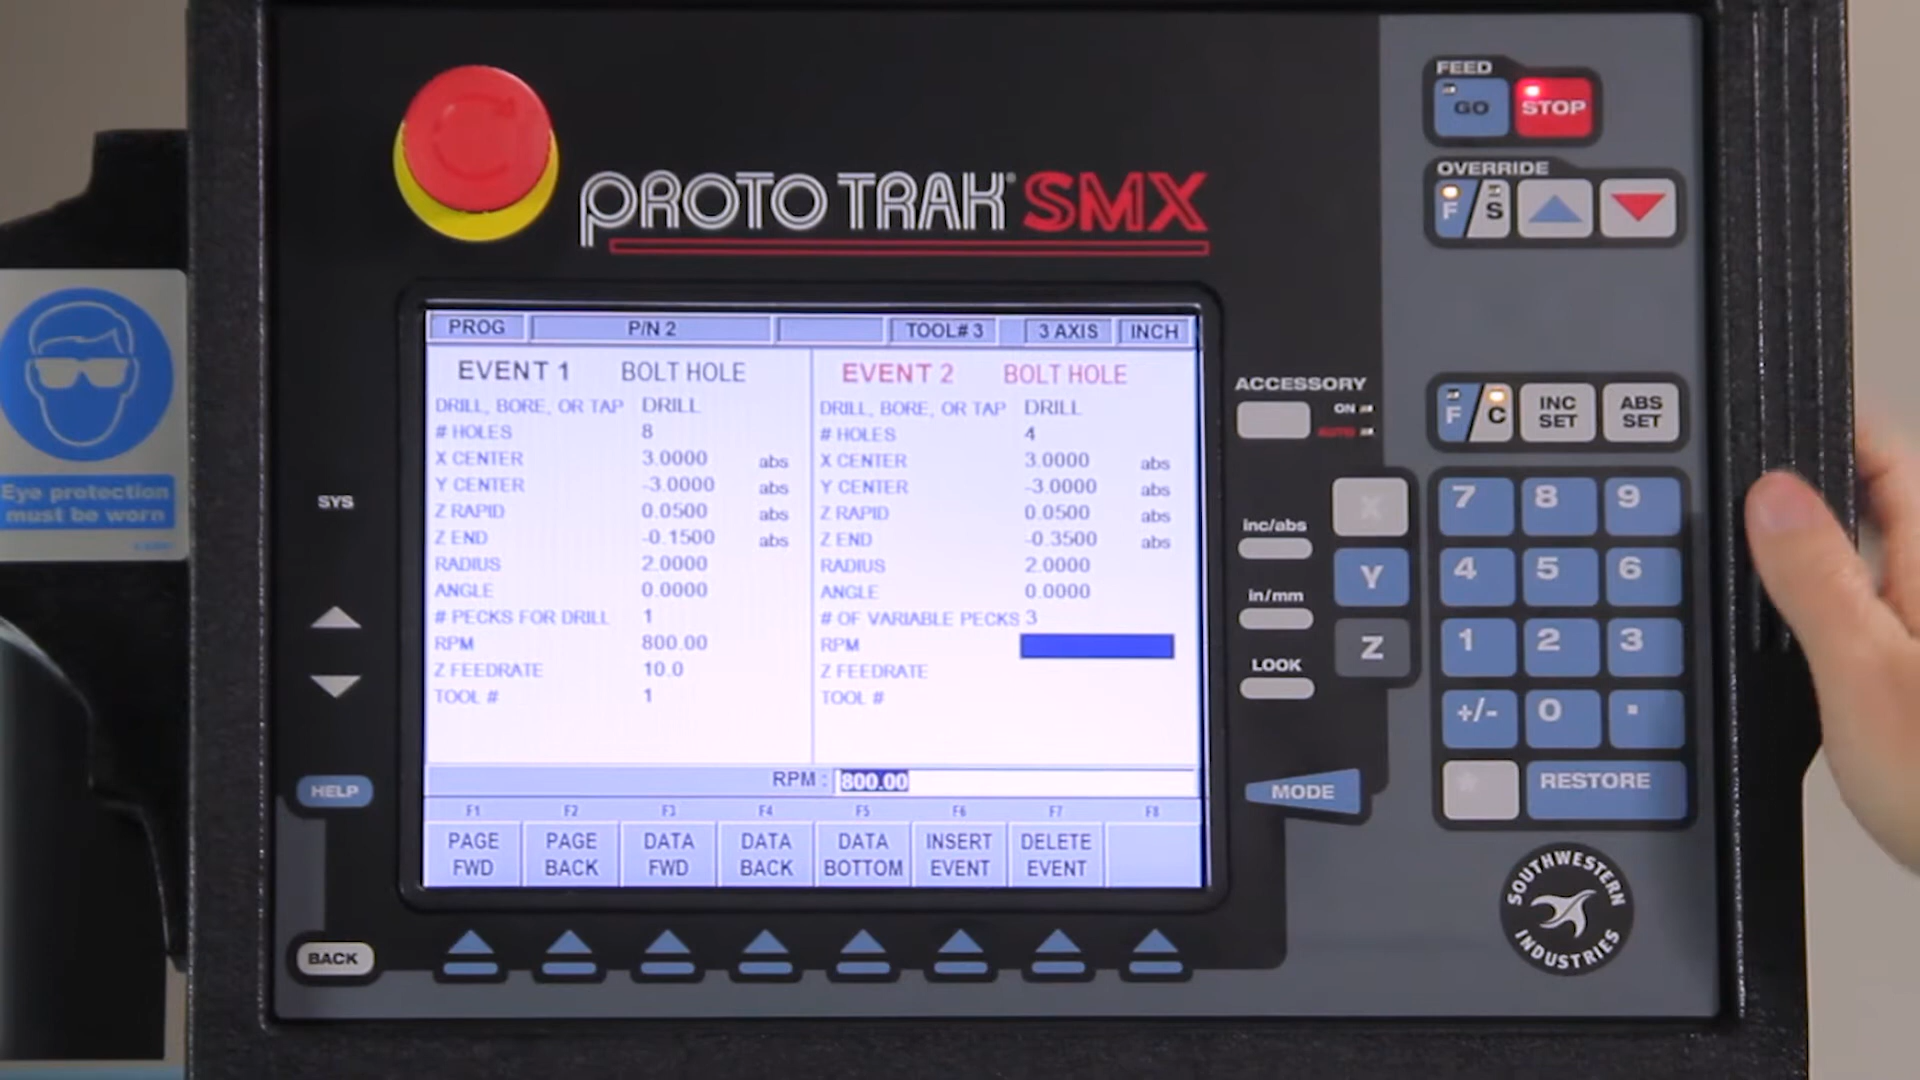 PROTO TRAK® SMX
FEED
GO
STOP
OVERRIDE
F / S
PROG
P/N 2
TOOL# 3
3 AXIS
INCH
EVENT 1 BOLT HOLE
DRILL, BORE, OR TAP DRILL
# HOLES 8
X CENTER 3.0000 abs
Y CENTER -3.0000 abs
Z RAPID 0.0500 abs
Z END -0.1500 abs
RADIUS 2.0000
ANGLE 0.0000
# PECKS FOR DRILL 1
RPM 800.00
Z FEEDRATE 10.0
TOOL # 1
EVENT 2 BOLT HOLE
DRILL, BORE, OR TAP DRILL
# HOLES 4
X CENTER 3.0000 abs
Y CENTER -3.0000 abs
Z RAPID 0.0500 abs
Z END -0.3500 abs
RADIUS 2.0000
ANGLE 0.0000
# OF VARIABLE PECKS 3
RPM
Z FEEDRATE
TOOL #
RPM : 800.00
F1 F2 F3 F4 F5 F6 F7 F8
PAGE FWD
PAGE BACK
DATA FWD
DATA BACK
DATA BOTTOM
INSERT EVENT
DELETE EVENT
SYS
HELP
BACK
Eye protection
must be worn
ACCESSORY
ON
AUTO
inc/abs
in/mm
LOOK
MODE
X
Y
Z
F / C
INC SET
ABS SET
7 8 9
4 5 6
1 2 3
+/- 0 .
RESTORE
SOUTHWESTERN
INDUSTRIES